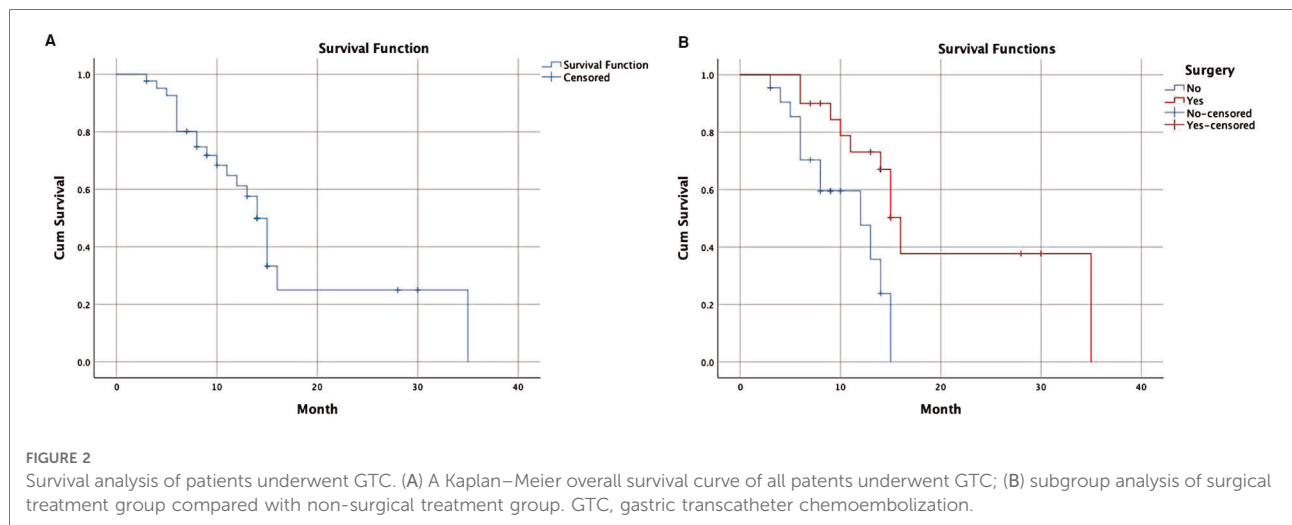 A
Survival Function
Survival Function
Censored
1.0
0.8
0.6
0.4
0.2
0.0
Cum Survival
0
10
20
30
40
Month
B
Survival Functions
Surgery
No
Yes
No-censored
Yes-censored
1.0
0.8
0.6
0.4
0.2
0.0
Cum Survival
0
10
20
30
40
Month
FIGURE 2
Survival analysis of patients underwent GTC. (A) A Kaplan–Meier overall survival curve of all patents underwent GTC; (B) subgroup analysis of surgical
treatment group compared with non-surgical treatment group. GTC, gastric transcatheter chemoembolization.